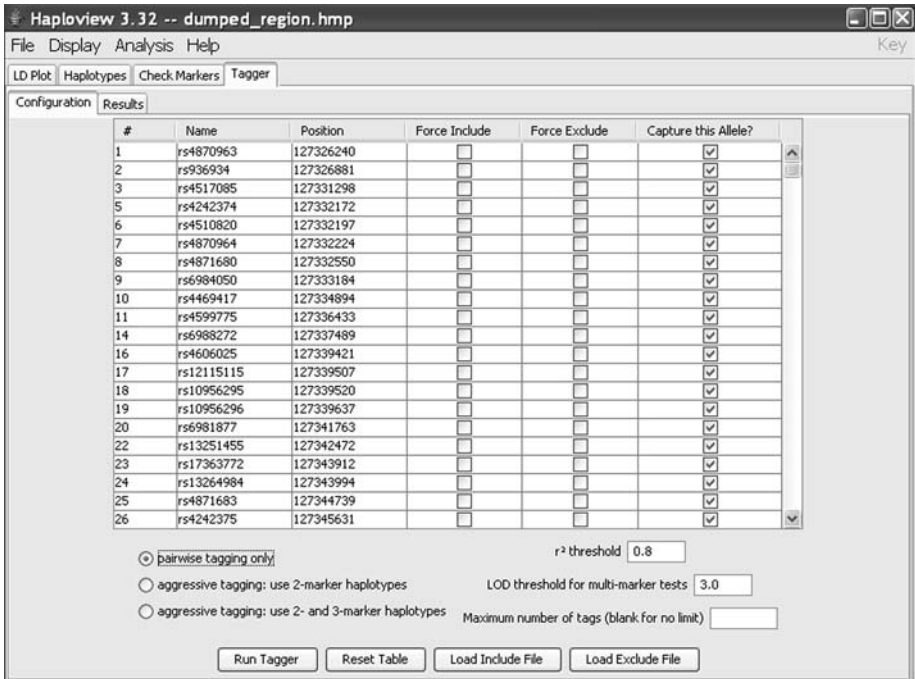 Haploview 3.32 -- dumped_region.hmp
File Display Analysis Help Key
LD Plot Haplotypes Check Markers Tagger
Configuration Results
# Name Position Force Include Force Exclude Capture this Allele?
1 rs4870963 127326240
2 rs936934 127326881
3 rs4517085 127331298
5 rs4242374 127332172
6 rs4510820 127332197
7 rs4870964 127332224
8 rs4871680 127332550
9 rs6984050 127333184
10 rs4469417 127334894
11 rs4599775 127336433
14 rs6988272 127337489
16 rs4606025 127339421
17 rs12115115 127339507
18 rs10956295 127339520
19 rs10956296 127339637
20 rs6981877 127341763
22 rs13251455 127342472
23 rs17363772 127343912
24 rs13264984 127343994
25 rs4871683 127344739
26 rs4242375 127345631
pairwise tagging only r² threshold 0.8
aggressive tagging: use 2-marker haplotypes LOD threshold for multi-marker tests 3.0
aggressive tagging: use 2- and 3-marker haplotypes Maximum number of tags (blank for no limit)
Run Tagger Reset Table Load Include File Load Exclude File